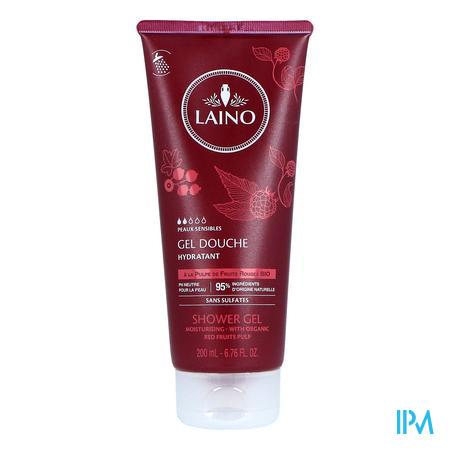 LAINO
PEAUX SENSIBLES
GEL DOUCHE
HYDRATANT
À LA PULPE DE FRUITS ROUGES BIO
PH NEUTRE
POUR LA PEAU
95% INGRÉDIENTS
D'ORIGINE NATURELLE
SANS SULFATES
SHOWER GEL
MOISTURISING - WITH ORGANIC
RED FRUITS PULP
200 mL - 6.76 FL. OZ.
IPM